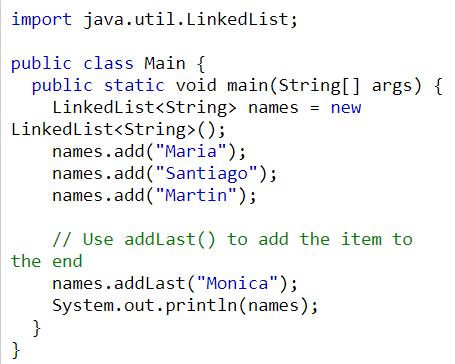 import java.util.LinkedList;

public class Main {
  public static void main(String[] args) {
    LinkedList<String> names = new
LinkedList<String>();
    names.add("Maria");
    names.add("Santiago");
    names.add("Martin");

    // Use addLast() to add the item to
the end
    names.addLast("Monica");
    System.out.println(names);
  }
}